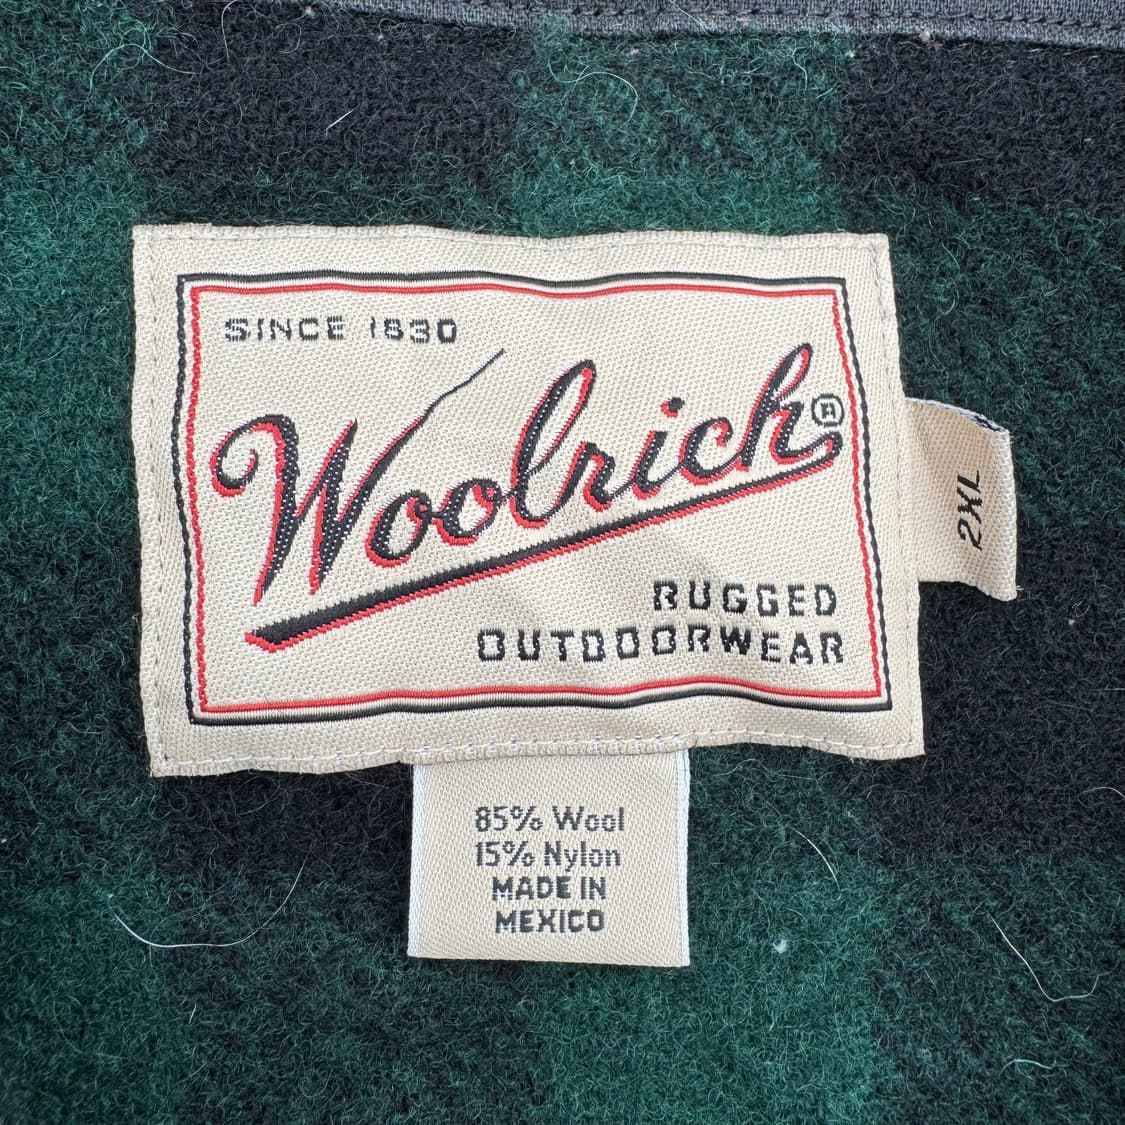 SINCE 1830
Woolrich®
RUGGED
OUTDOORWEAR
2XL
85% Wool
15% Nylon
MADE IN
MEXICO